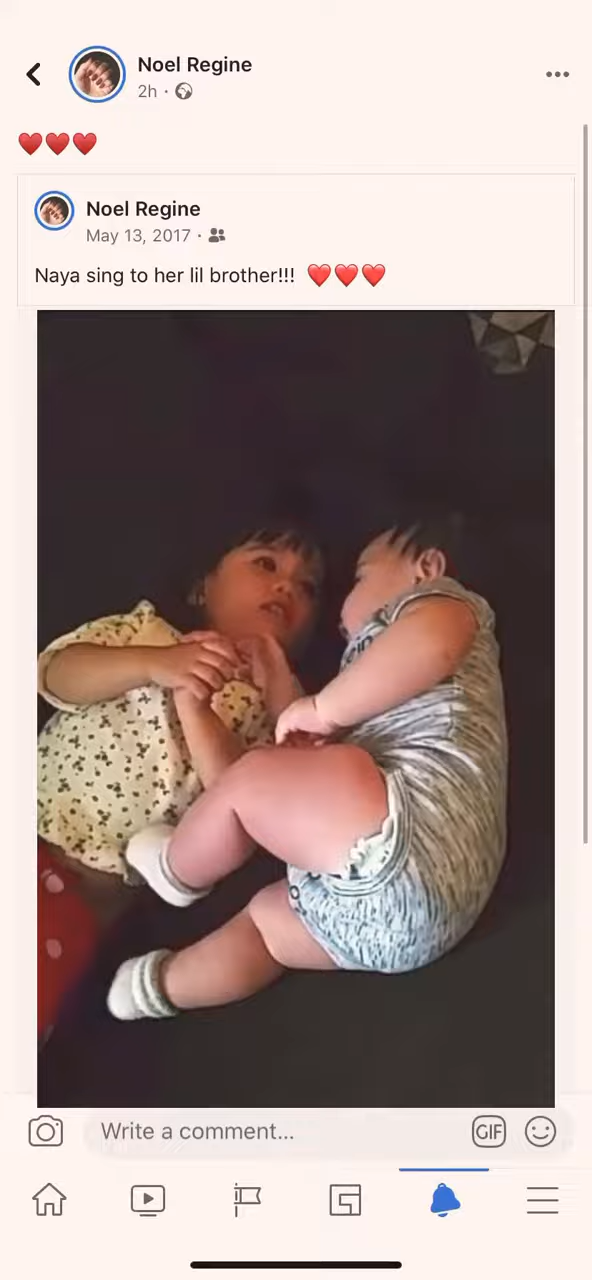 Noel Regine
2h ·
♥️♥️♥️
Noel Regine
May 13, 2017 ·
Naya sing to her lil brother!!! ❤️❤️❤️
Write a comment...
GIF